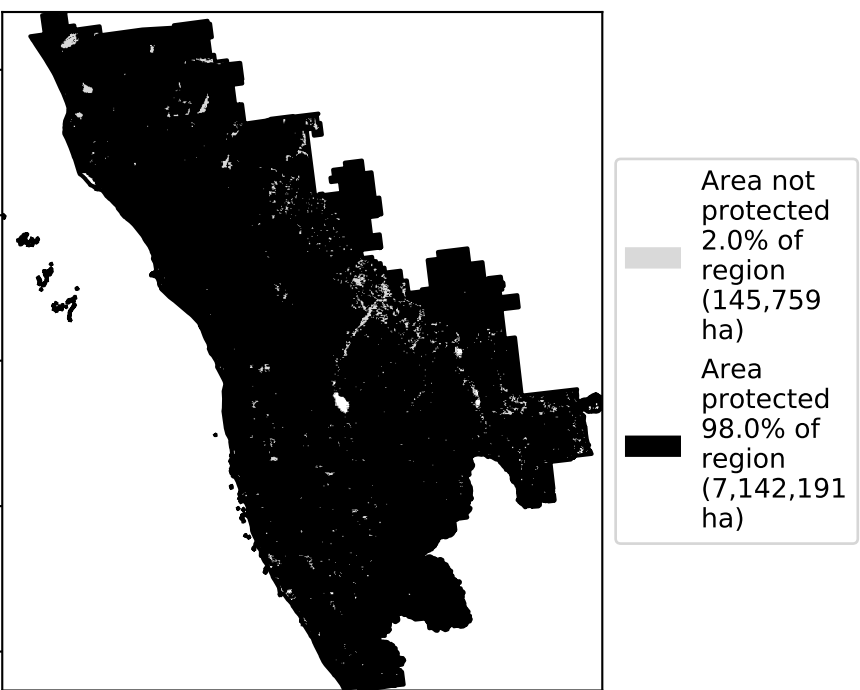 Area not
protected
2.0% of
region
(145,759
ha)
Area
protected
98.0% of
region
(7,142,191
ha)